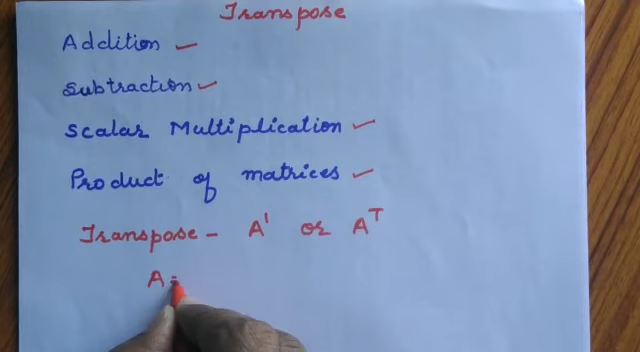 Transpose
Addition ✓
Subtraction ✓
Scalar Multiplication ✓
Product of matrices ✓
Transpose - A' or Aᵀ
A =